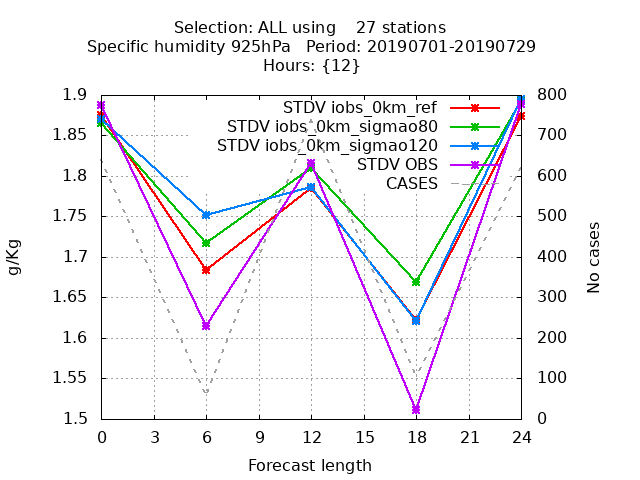 Selection: ALL using    27 stations
Specific humidity 925hPa   Period: 20190701-20190729
Hours: {12}
STDV iobs_0km_ref
STDV iobs_0km_sigmao80
STDV iobs_0km_sigmao120
STDV OBS
CASES
1.9
1.85
1.8
1.75
1.7
1.65
1.6
1.55
1.5
g/Kg
800
700
600
500
400
300
200
100
0
No cases
0 3 6 9 12 15 18 21 24
Forecast length